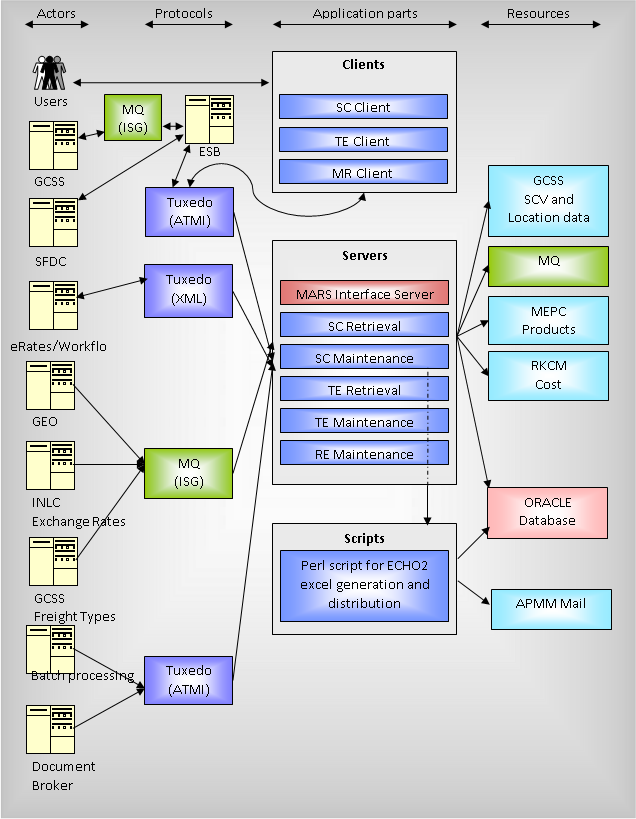 Actors
Protocols
Application parts
Resources
Users
MQ
(ISG)
ESB
GCSS
SFDC
eRates/Workflo
GEO
INLC
Exchange Rates
GCSS
Freight Types
Batch processing
Document
Broker
Tuxedo
(ATMI)
Tuxedo
(XML)
MQ
(ISG)
Tuxedo
(ATMI)
Clients
SC Client
TE Client
MR Client
Servers
MARS Interface Server
SC Retrieval
SC Maintenance
TE Retrieval
TE Maintenance
RE Maintenance
Scripts
Perl script for ECHO2
excel generation and
distribution
GCSS
SCV and
Location data
MQ
MEPC
Products
RKCM
Cost
ORACLE
Database
APMM Mail